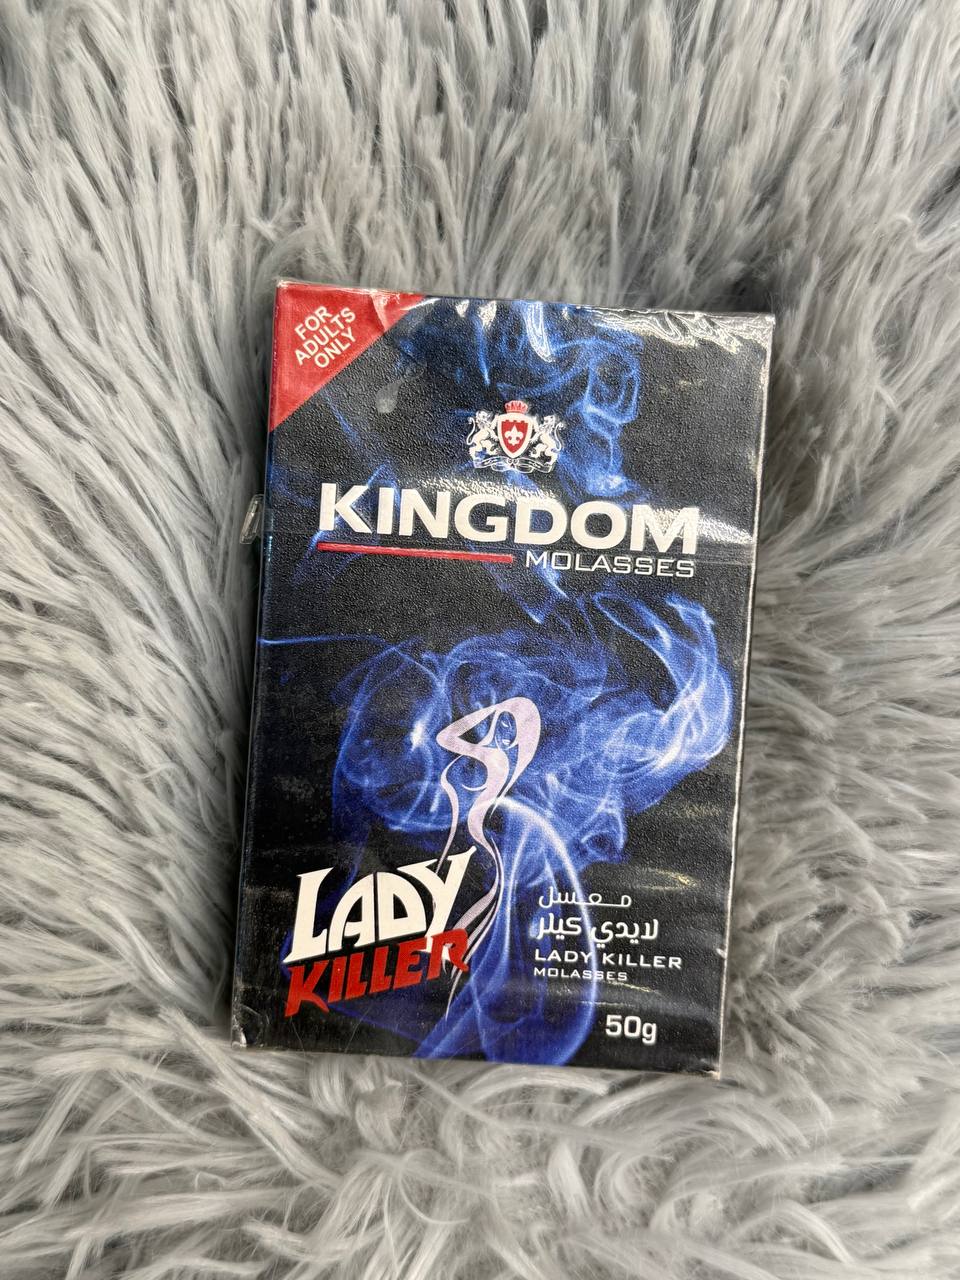 FOR
ADULTS
ONLY
KINGDOM
MOLASSES
LADY
KILLER
معسل
لايدي كيلر
LADY KILLER
MOLASSES
50g